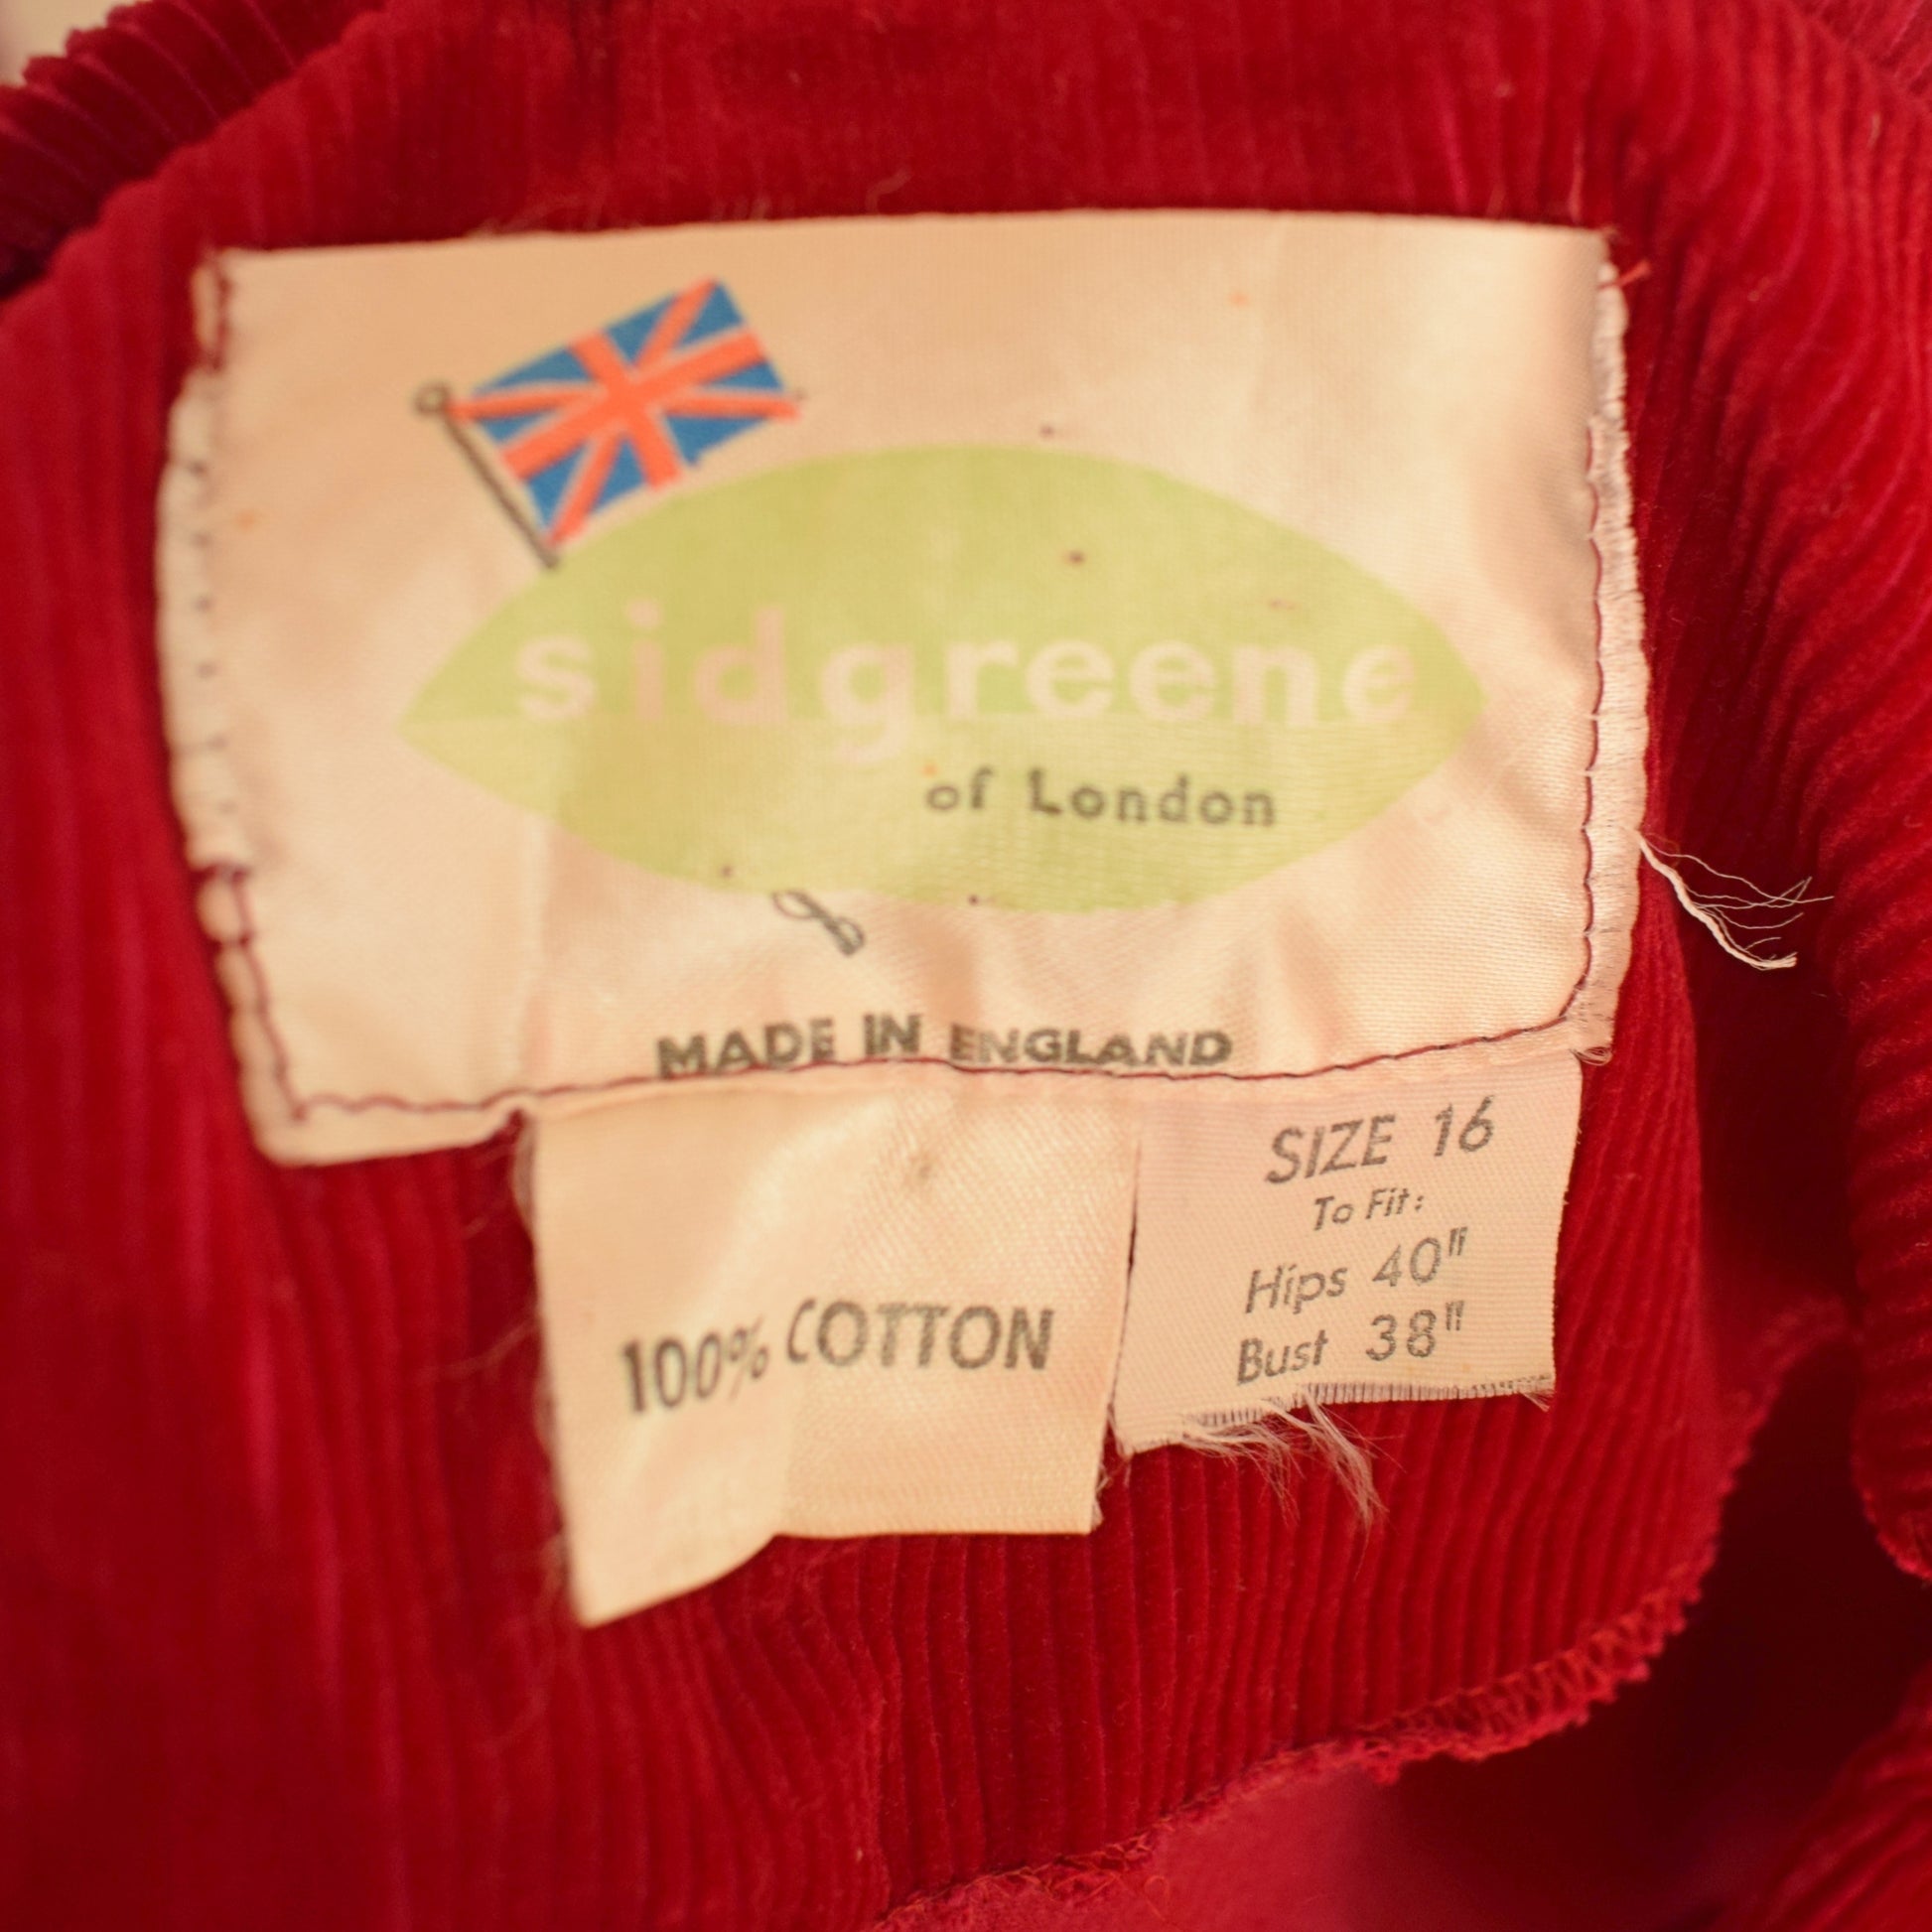 sidgreene
of London
MADE IN ENGLAND
100% COTTON
SIZE 16
To Fit:
Hips 40"
Bust 38"